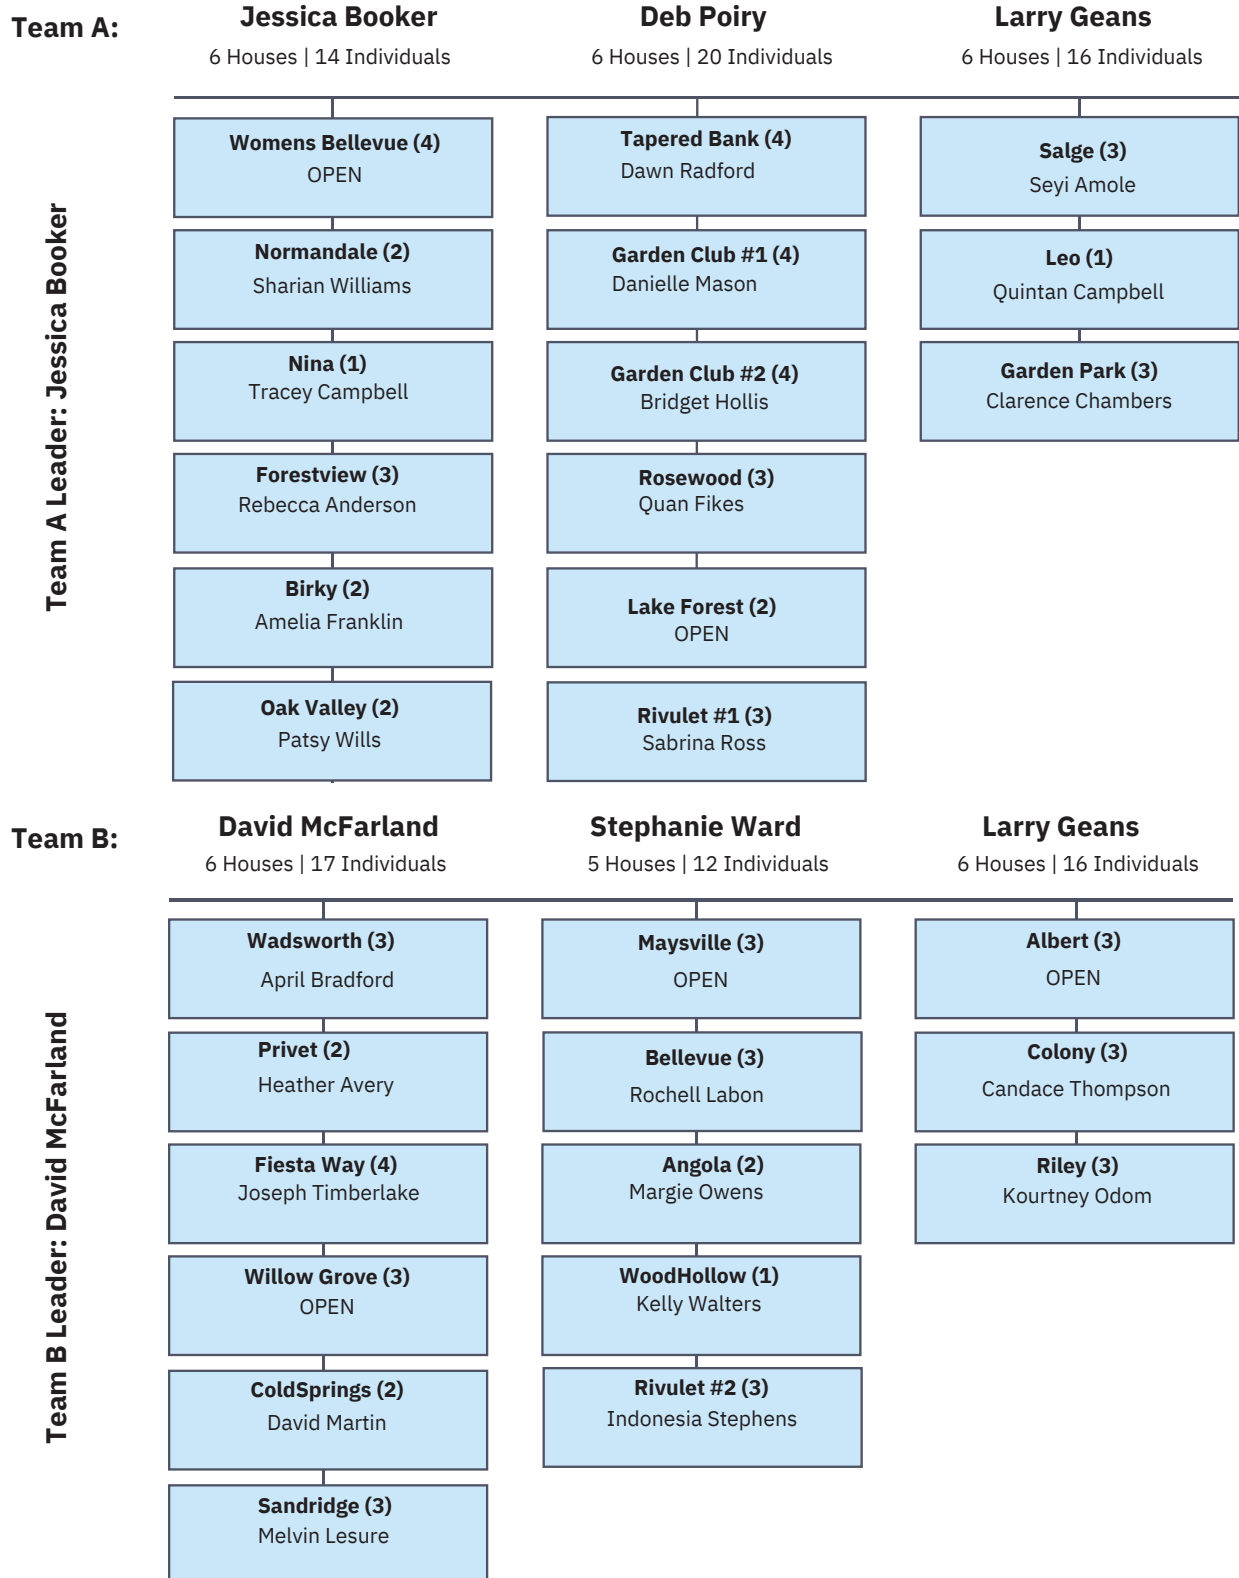 Team A:
Jessica Booker
6 Houses | 14 Individuals
Deb Poiry
6 Houses | 20 Individuals
Larry Geans
6 Houses | 16 Individuals
Team A Leader: Jessica Booker
Womens Bellevue (4)
OPEN
Normandale (2)
Sharian Williams
Nina (1)
Tracey Campbell
Forestview (3)
Rebecca Anderson
Birky (2)
Amelia Franklin
Oak Valley (2)
Patsy Wills
Tapered Bank (4)
Dawn Radford
Garden Club #1 (4)
Danielle Mason
Garden Club #2 (4)
Bridget Hollis
Rosewood (3)
Quan Fikes
Lake Forest (2)
OPEN
Rivulet #1 (3)
Sabrina Ross
Salge (3)
Seyi Amole
Leo (1)
Quintan Campbell
Garden Park (3)
Clarence Chambers
Team B:
David McFarland
6 Houses | 17 Individuals
Stephanie Ward
5 Houses | 12 Individuals
Larry Geans
6 Houses | 16 Individuals
Team B Leader: David McFarland
Wadsworth (3)
April Bradford
Privet (2)
Heather Avery
Fiesta Way (4)
Joseph Timberlake
Willow Grove (3)
OPEN
ColdSprings (2)
David Martin
Sandridge (3)
Melvin Lesure
Maysville (3)
OPEN
Bellevue (3)
Rochell Labon
Angola (2)
Margie Owens
WoodHollow (1)
Kelly Walters
Rivulet #2 (3)
Indonesia Stephens
Albert (3)
OPEN
Colony (3)
Candace Thompson
Riley (3)
Kourtney Odom